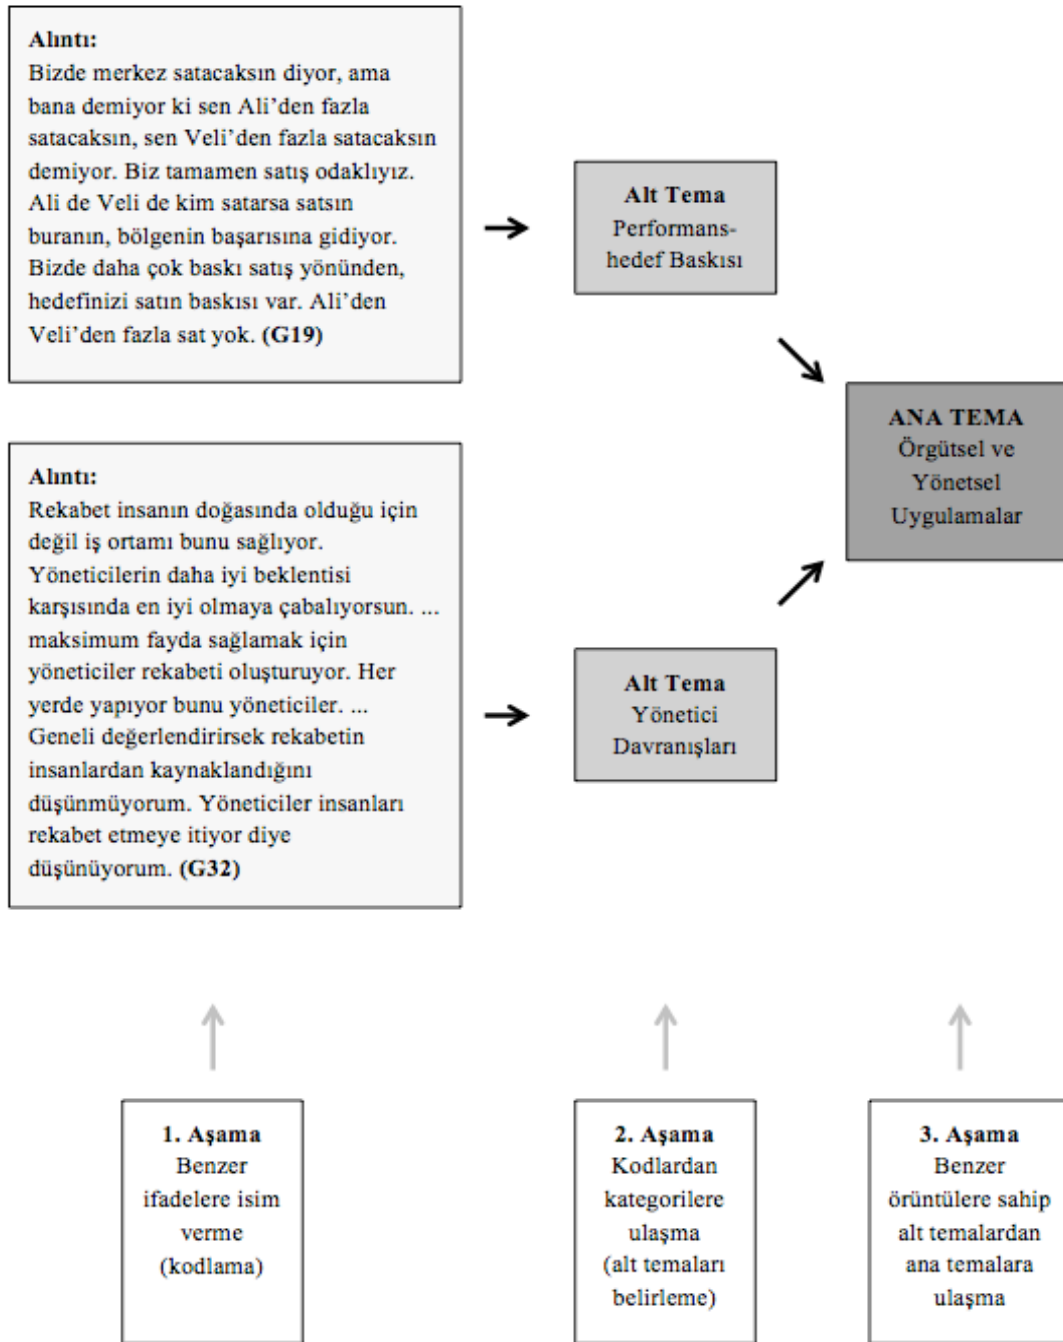 Alıntı:
Bizde merkez satacaksın diyor, ama
bana demiyor ki sen Ali’den fazla
satacaksın, sen Veli’den fazla satacaksın
demiyor. Biz tamamen satış odaklıyız.
Ali de Veli de kim satarsa satsın
buranın, bölgenin başarısına gidiyor.
Bizde daha çok baskı satış yönünden,
hedefinizi satın baskısı var. Ali’den
Veli’den fazla sat yok. (G19)
Alt Tema
Performans-
hedef Baskısı
ANA TEMA
Örgütsel ve
Yönetsel
Uygulamalar
Alıntı:
Rekabet insanın doğasında olduğu için
değil iş ortamı bunu sağlıyor.
Yöneticilerin daha iyi beklentisi
karşısında en iyi olmaya çabalıyorsun. ...
maksimum fayda sağlamak için
yöneticiler rekabeti oluşturuyor. Her
yerde yapıyor bunu yöneticiler. ...
Geneli değerlendirirsek rekabetin
insanlardan kaynaklandığını
düşünmüyorum. Yöneticiler insanları
rekabet etmeye itiyor diye
düşünüyorum. (G32)
Alt Tema
Yönetici
Davranışları
1. Aşama
Benzer
ifadelere isim
verme
(kodlama)
2. Aşama
Kodlardan
kategorilere
ulaşma
(alt temaları
belirleme)
3. Aşama
Benzer
örüntülere sahip
alt temalardan
ana temalara
ulaşma